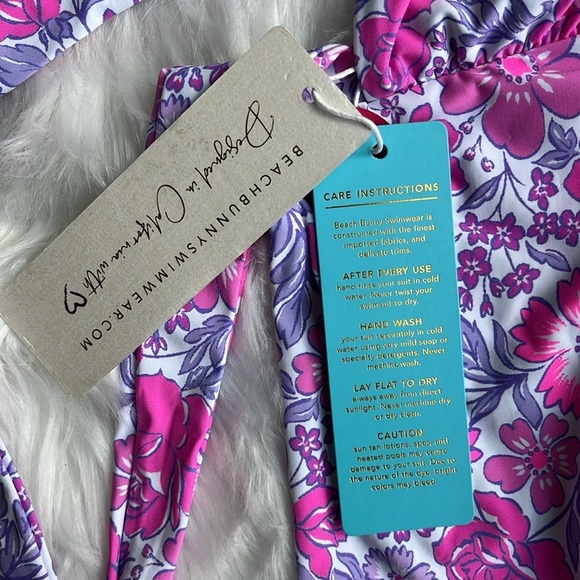 Designed in California with ♡
BEACHBUNNYSWIMWEAR.COM
CARE INSTRUCTIONS
Beach Bunny Swimwear is
constructed with the finest
imported fabrics, and
delicate trims.
AFTER EVERY USE
hand rinse your suit in cold
water. Never twist your
swimsuit to dry.
HAND WASH
your suit separately in cold
water using very mild soap or
specialty detergents. Never
machine wash.
LAY FLAT TO DRY
always away from direct
sunlight. Never machine dry
or dry clean.
CAUTION
sun tan lotions, spas, and
heated pools may cause
damage to your suit. Due to
the nature of the dye, bright
colors may bleed.